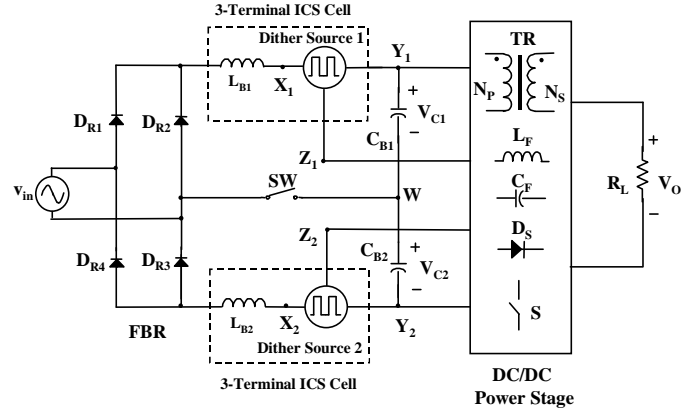 3-Terminal ICS Cell
Dither Source 1
L_B1
X_1
Y_1
TR
N_P
N_S
D_R1
D_R2
+
V_C1
−
C_B1
Z_1
L_F
v_in
SW
W
C_F
R_L
+
V_O
−
Z_2
D_R4
D_R3
C_B2
+
V_C2
−
D_S
L_B2
X_2
Y_2
S
FBR
Dither Source 2
3-Terminal ICS Cell
DC/DC
Power Stage